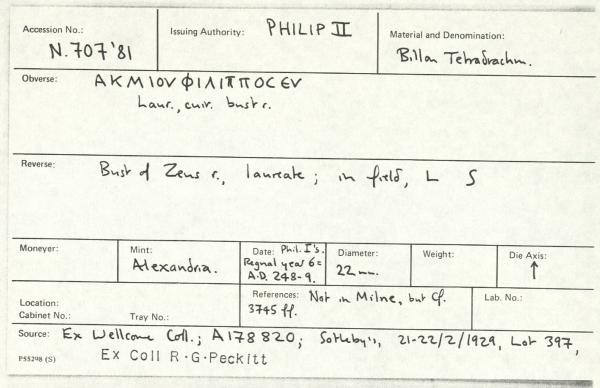 Accession No.: Issuing Authority: PHILIP II Material and Denomination:
N.707'81 Billon Tetradrachm.
Obverse: ΑΚΜΙΟVΦΙΛΙΠΠΟCЄV
Laur., cuir. bust r.
Reverse: Bust of Zeus r., laureate; in field, L S
Moneyer: Mint: Date: Phil. I's. Diameter: Weight: Die Axis:
Alexandria. Regnal year 6= 22mm. ↑
A.D. 248-9.
Location: References: Not in Milne, but Cf. Lab. No.:
Cabinet No.: Tray No.: 3745 ff.
Source: Ex Wellcome Coll.; A178820; Sotheby's, 21-22/2/1929, Lot 397,
P55298 (S) Ex Coll R.G.Peckitt